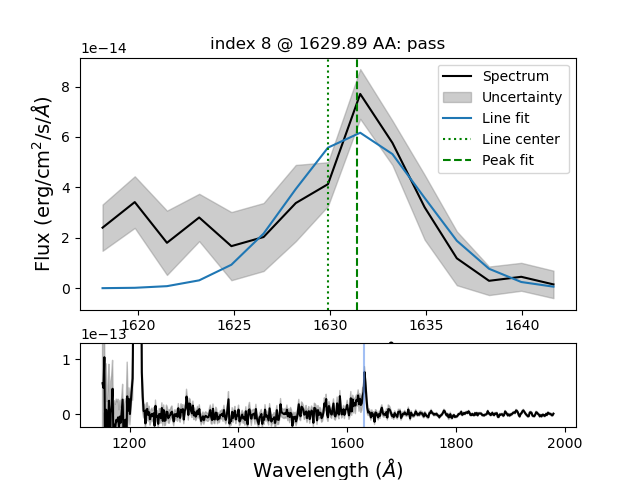 index 8 @ 1629.89 AA: pass
1e−14
8
6
4
2
0
Flux (erg/cm²/s/Å)
Spectrum
Uncertainty
Line fit
Line center
Peak fit
1620 1625 1630 1635 1640
1e−13
1
0
1200 1400 1600 1800 2000
Wavelength (Å)